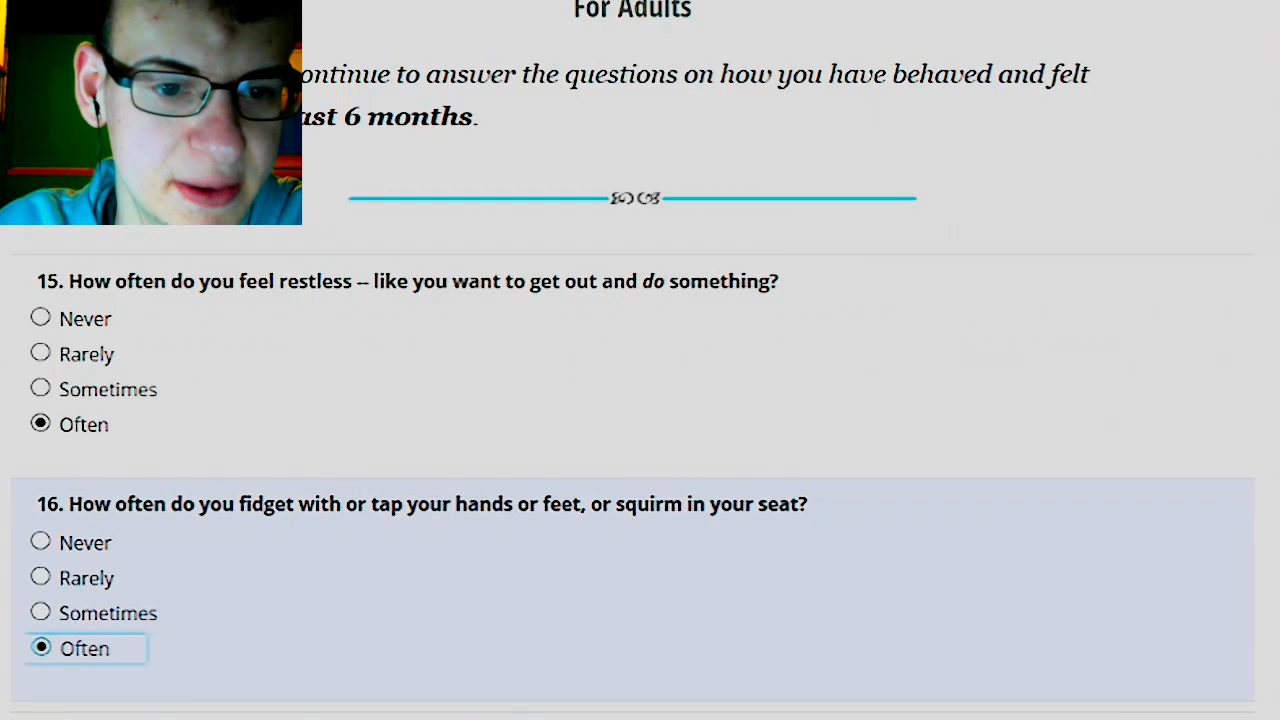 For Adults
ontinue to answer the questions on how you have behaved and felt
ast 6 months.
15. How often do you feel restless -- like you want to get out and do something?
Never
Rarely
Sometimes
Often
16. How often do you fidget with or tap your hands or feet, or squirm in your seat?
Never
Rarely
Sometimes
Often